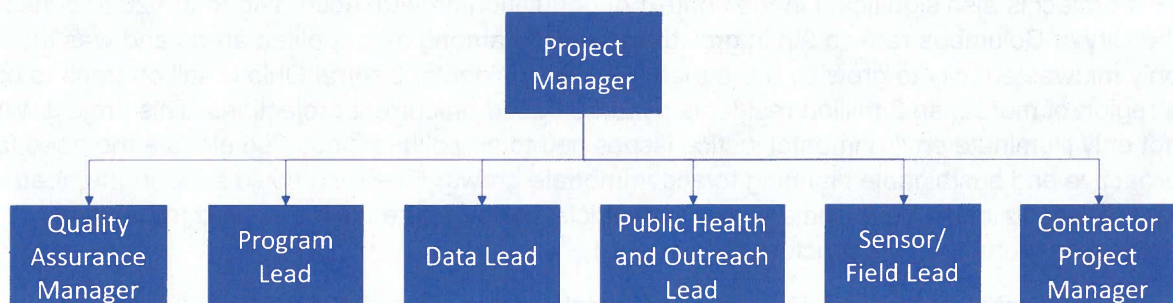 Project
Manager
Quality
Assurance
Manager
Program
Lead
Data Lead
Public Health
and Outreach
Lead
Sensor/
Field Lead
Contractor
Project
Manager